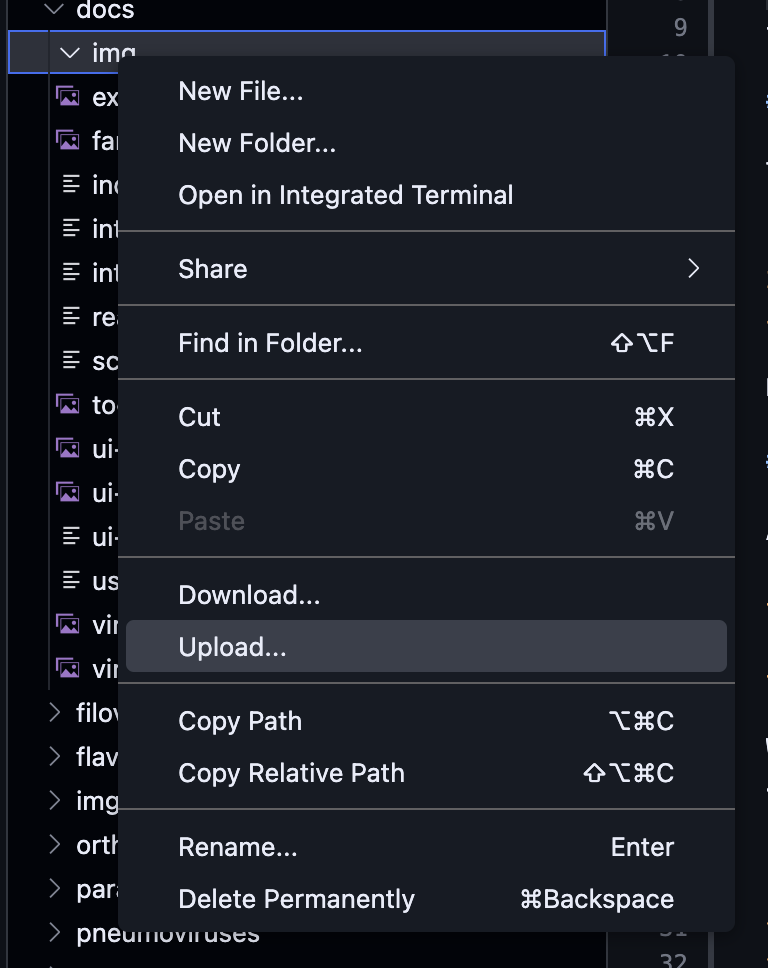 docs
9
img
New File...
New Folder...
Open in Integrated Terminal
Share
Find in Folder... ⇧⌥F
Cut ⌘X
Copy ⌘C
Paste ⌘V
Download...
Upload...
Copy Path ⌥⌘C
Copy Relative Path ⇧⌥⌘C
Rename... Enter
Delete Permanently ⌘Backspace
ex
fa
in
int
int
re
sc
to
ui-
ui-
ui-
us
vir
vir
filov
flav
img
orth
para
pneumoviruses
31
32